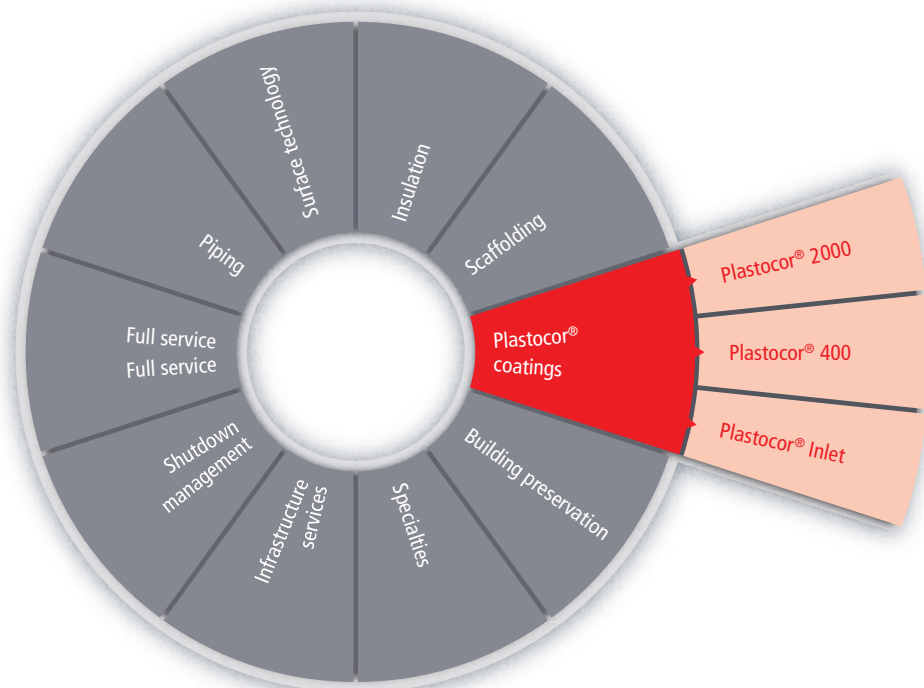 Surface technology
Insulation
Scaffolding
Piping
Full service
Full service
Shutdown
management
Infrastructure
services
Specialties
Building preservation
Plastocor®
coatings
Plastocor® 2000
Plastocor® 400
Plastocor® Inlet